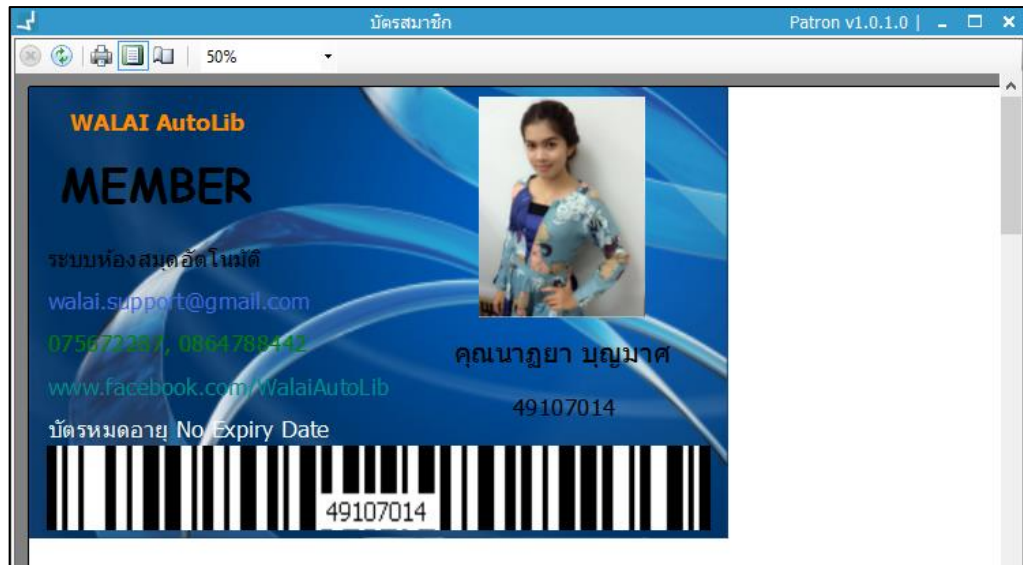 บัตรสมาชิก
Patron v1.0.1.0 |
50%
WALAI AutoLib
MEMBER
ระบบห้องสมุดอัตโนมัติ
walai.support@gmail.com
075672287, 0864788442
www.facebook.com/WalaiAutoLib
บัตรหมดอายุ No Expiry Date
คุณนาฏยา บุญมาศ
49107014
49107014